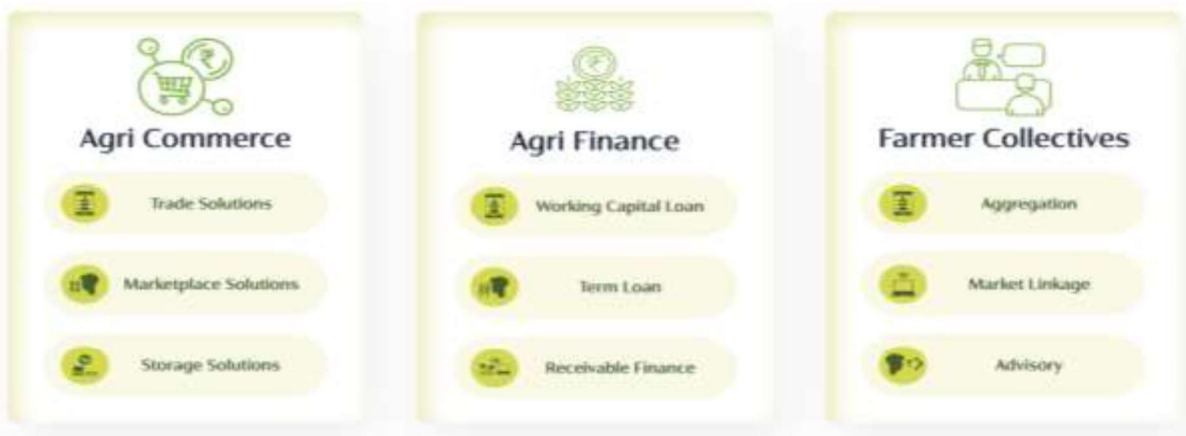 Agri Commerce
Trade Solutions
Marketplace Solutions
Storage Solutions
Agri Finance
Working Capital Loan
Term Loan
Receivable Finance
Farmer Collectives
Aggregation
Market Linkage
Advisory